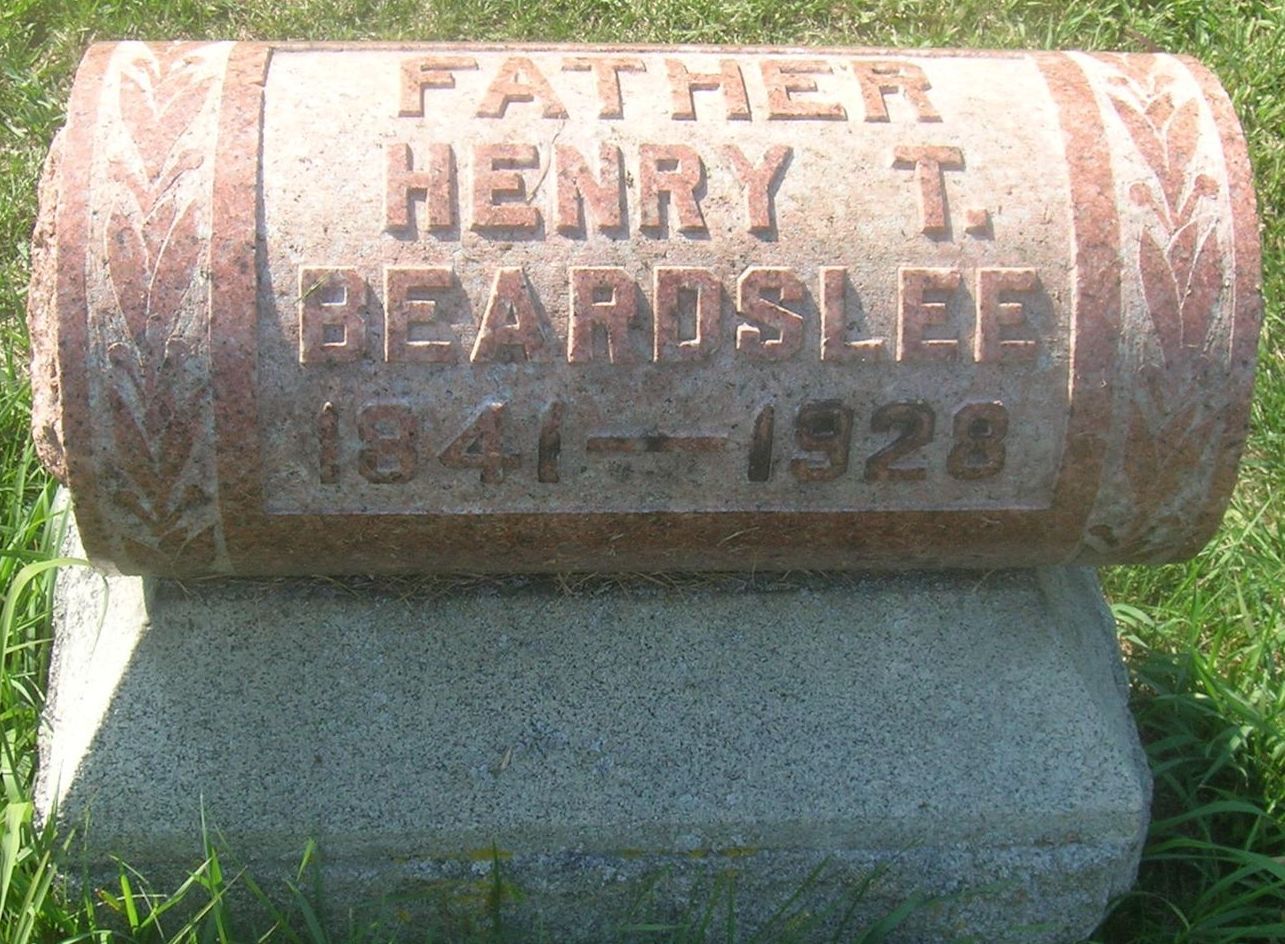 FATHER
HENRY T.
BEARDSLEE
1841—1928